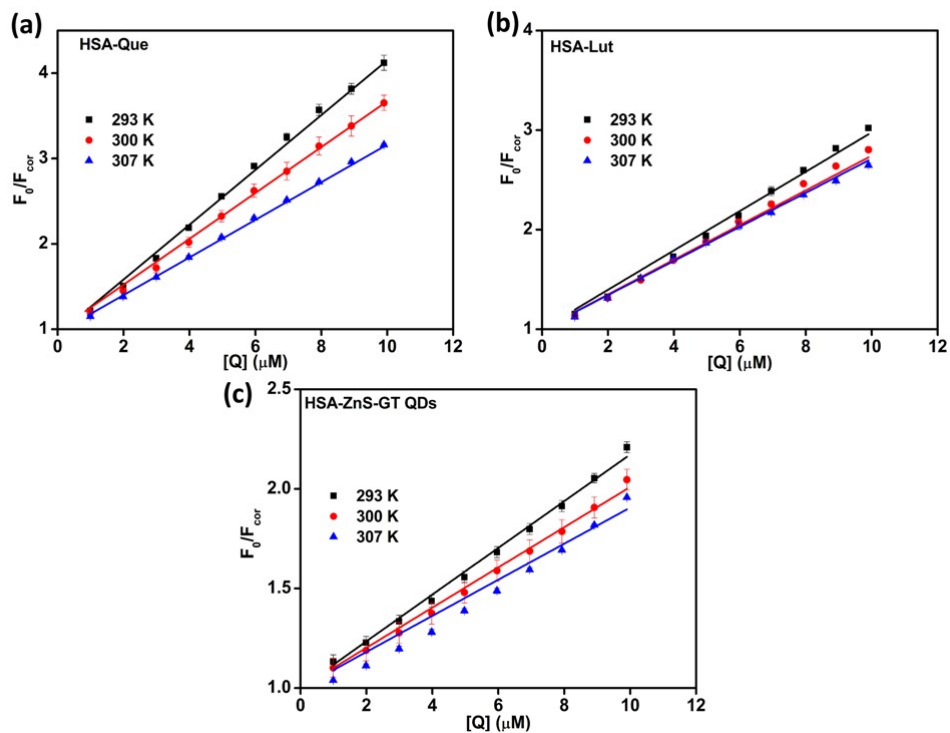 (a)
HSA-Que
4
3
2
1
F0/Fcor
293 K
300 K
307 K
0 2 4 6 8 10 12
[Q] (μM)
(b)
HSA-Lut
4
3
2
1
F0/Fcor
293 K
300 K
307 K
0 2 4 6 8 10 12
[Q] (μM)
(c)
HSA-ZnS-GT QDs
2.5
2.0
1.5
1.0
F0/Fcor
293 K
300 K
307 K
0 2 4 6 8 10 12
[Q] (μM)